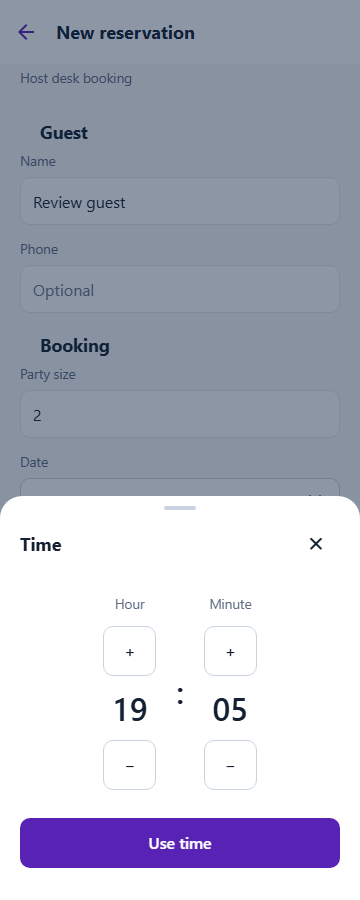 New reservation
Host desk booking
Guest
Name
Review guest
Phone
Optional
Booking
Party size
2
Date
Time
Hour
Minute
+
+
19 : 05
−
−
Use time